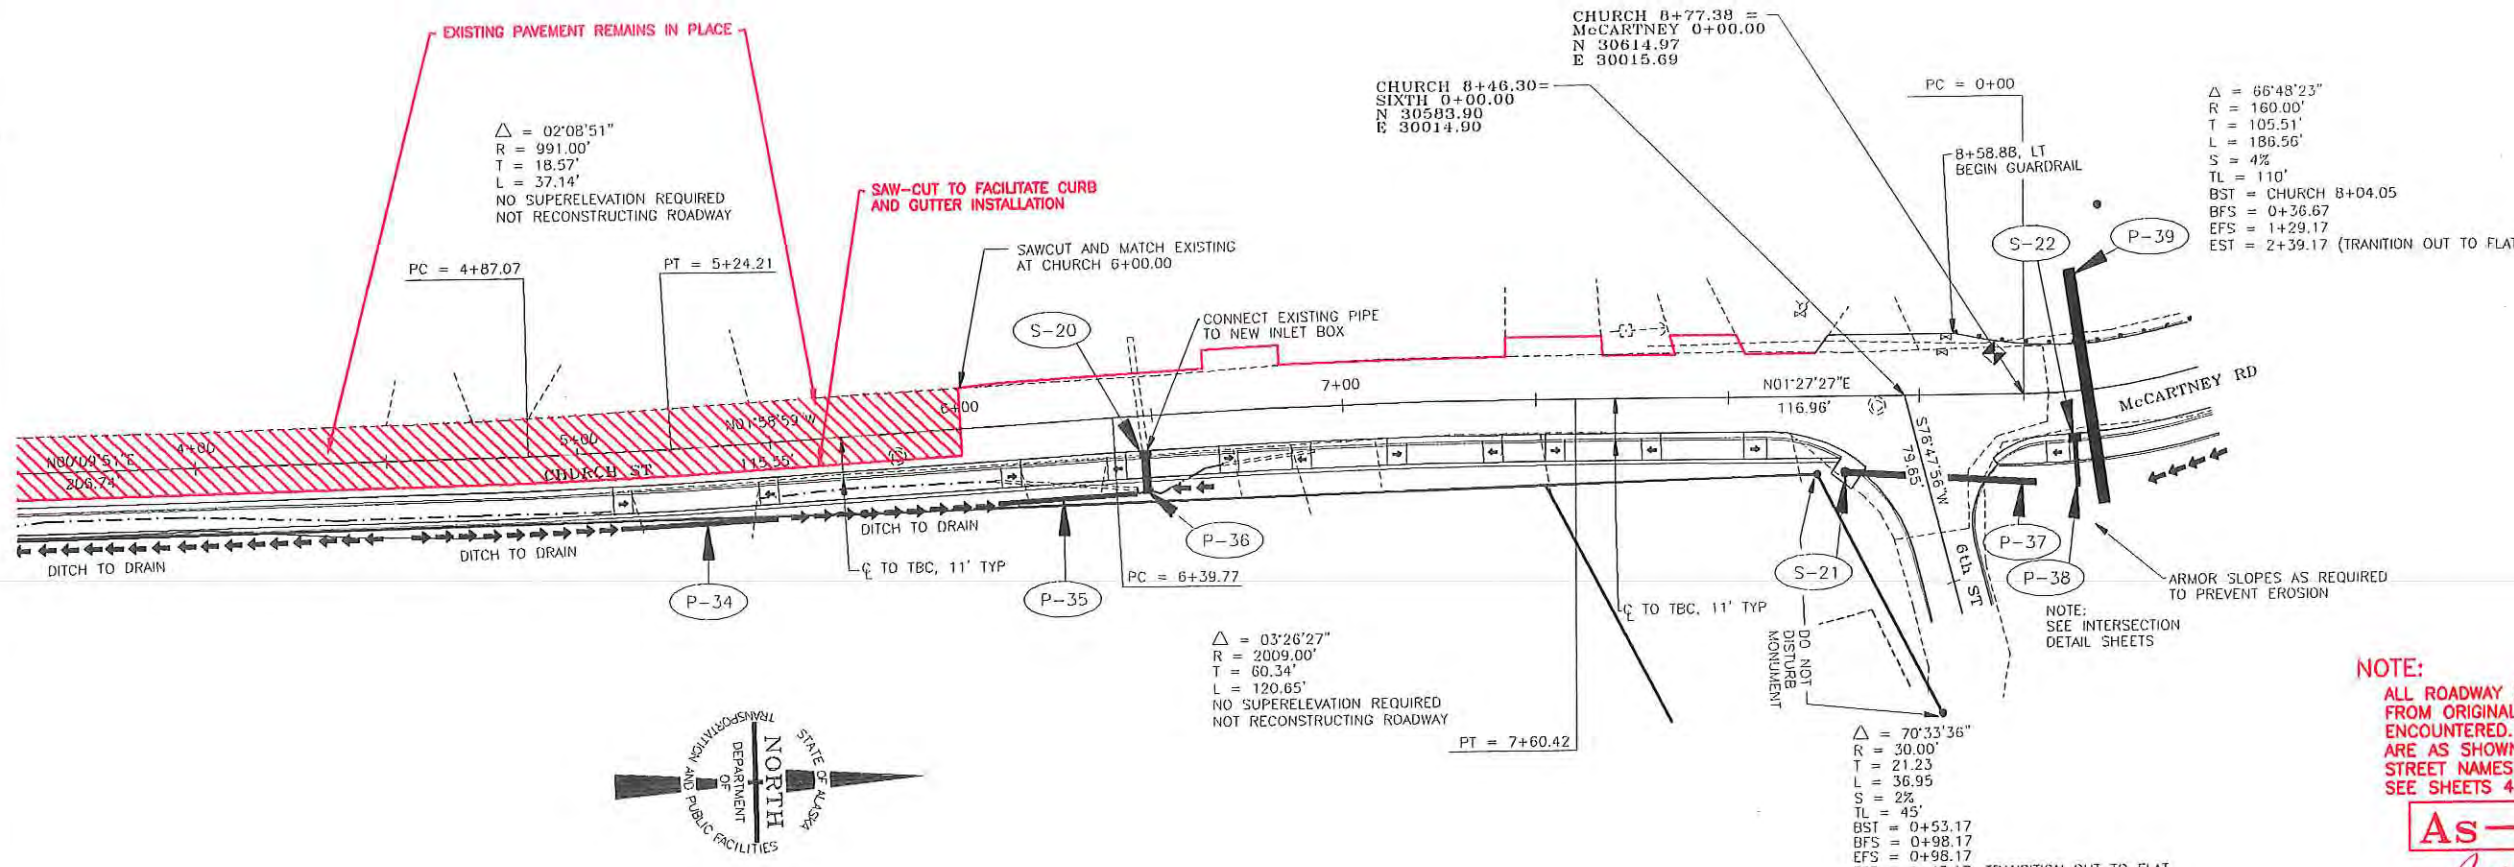 EXISTING PAVEMENT REMAINS IN PLACE
Δ = 02°08'51"
R = 991.00'
T = 18.57'
L = 37.14'
NO SUPERELEVATION REQUIRED
NOT RECONSTRUCTING ROADWAY
SAW-CUT TO FACILITATE CURB
AND GUTTER INSTALLATION
PC = 4+87.07
PT = 5+24.21
SAWCUT AND MATCH EXISTING
AT CHURCH 6+00.00
S-20
CONNECT EXISTING PIPE
TO NEW INLET BOX
CHURCH 8+77.38 =
McCARTNEY 0+00.00
N 30614.97
E 30015.69
CHURCH 8+46.30=
SIXTH 0+00.00
N 30583.90
E 30014.90
PC = 0+00
8+58.88, LT
BEGIN GUARDRAIL
Δ = 66°48'23"
R = 160.00'
T = 105.51'
L = 186.56'
S = 4%
TL = 110'
BST = CHURCH 8+04.05
BFS = 0+36.67
EFS = 1+29.17
EST = 2+39.17 (TRANITION OUT TO FLAT
S-22
P-39
N00°09'51"E
206.74'
4+00
5+00
CHURCH ST
N01°58'59"W
115.55'
6+00
7+00
N01°27'27"E
116.96'
McCARTNEY RD
S76°47'56"W
79.65'
6th ST
DITCH TO DRAIN
DITCH TO DRAIN
DITCH TO DRAIN
P-34
℄ TO TBC, 11' TYP
P-35
PC = 6+39.77
P-36
℄ TO TBC, 11' TYP
S-21
P-37
P-38
ARMOR SLOPES AS REQUIRED
TO PREVENT EROSION
NOTE:
SEE INTERSECTION
DETAIL SHEETS
DO NOT
DISTURB
MONUMENT
Δ = 03°26'27"
R = 2009.00'
T = 60.34'
L = 120.65'
NO SUPERELEVATION REQUIRED
NOT RECONSTRUCTING ROADWAY
PT = 7+60.42
Δ = 70°33'36"
R = 30.00'
T = 21.23
L = 36.95
S = 2%
TL = 45'
BST = 0+53.17
BFS = 0+98.17
EFS = 0+98.17
STATE OF ALASKA
DEPARTMENT
OF
TRANSPORTATION AND PUBLIC FACILITIES
NORTH
NOTE:
ALL ROADWAY
FROM ORIGINAL
ENCOUNTERED.
ARE AS SHOWN
STREET NAMES
SEE SHEETS 4
As-